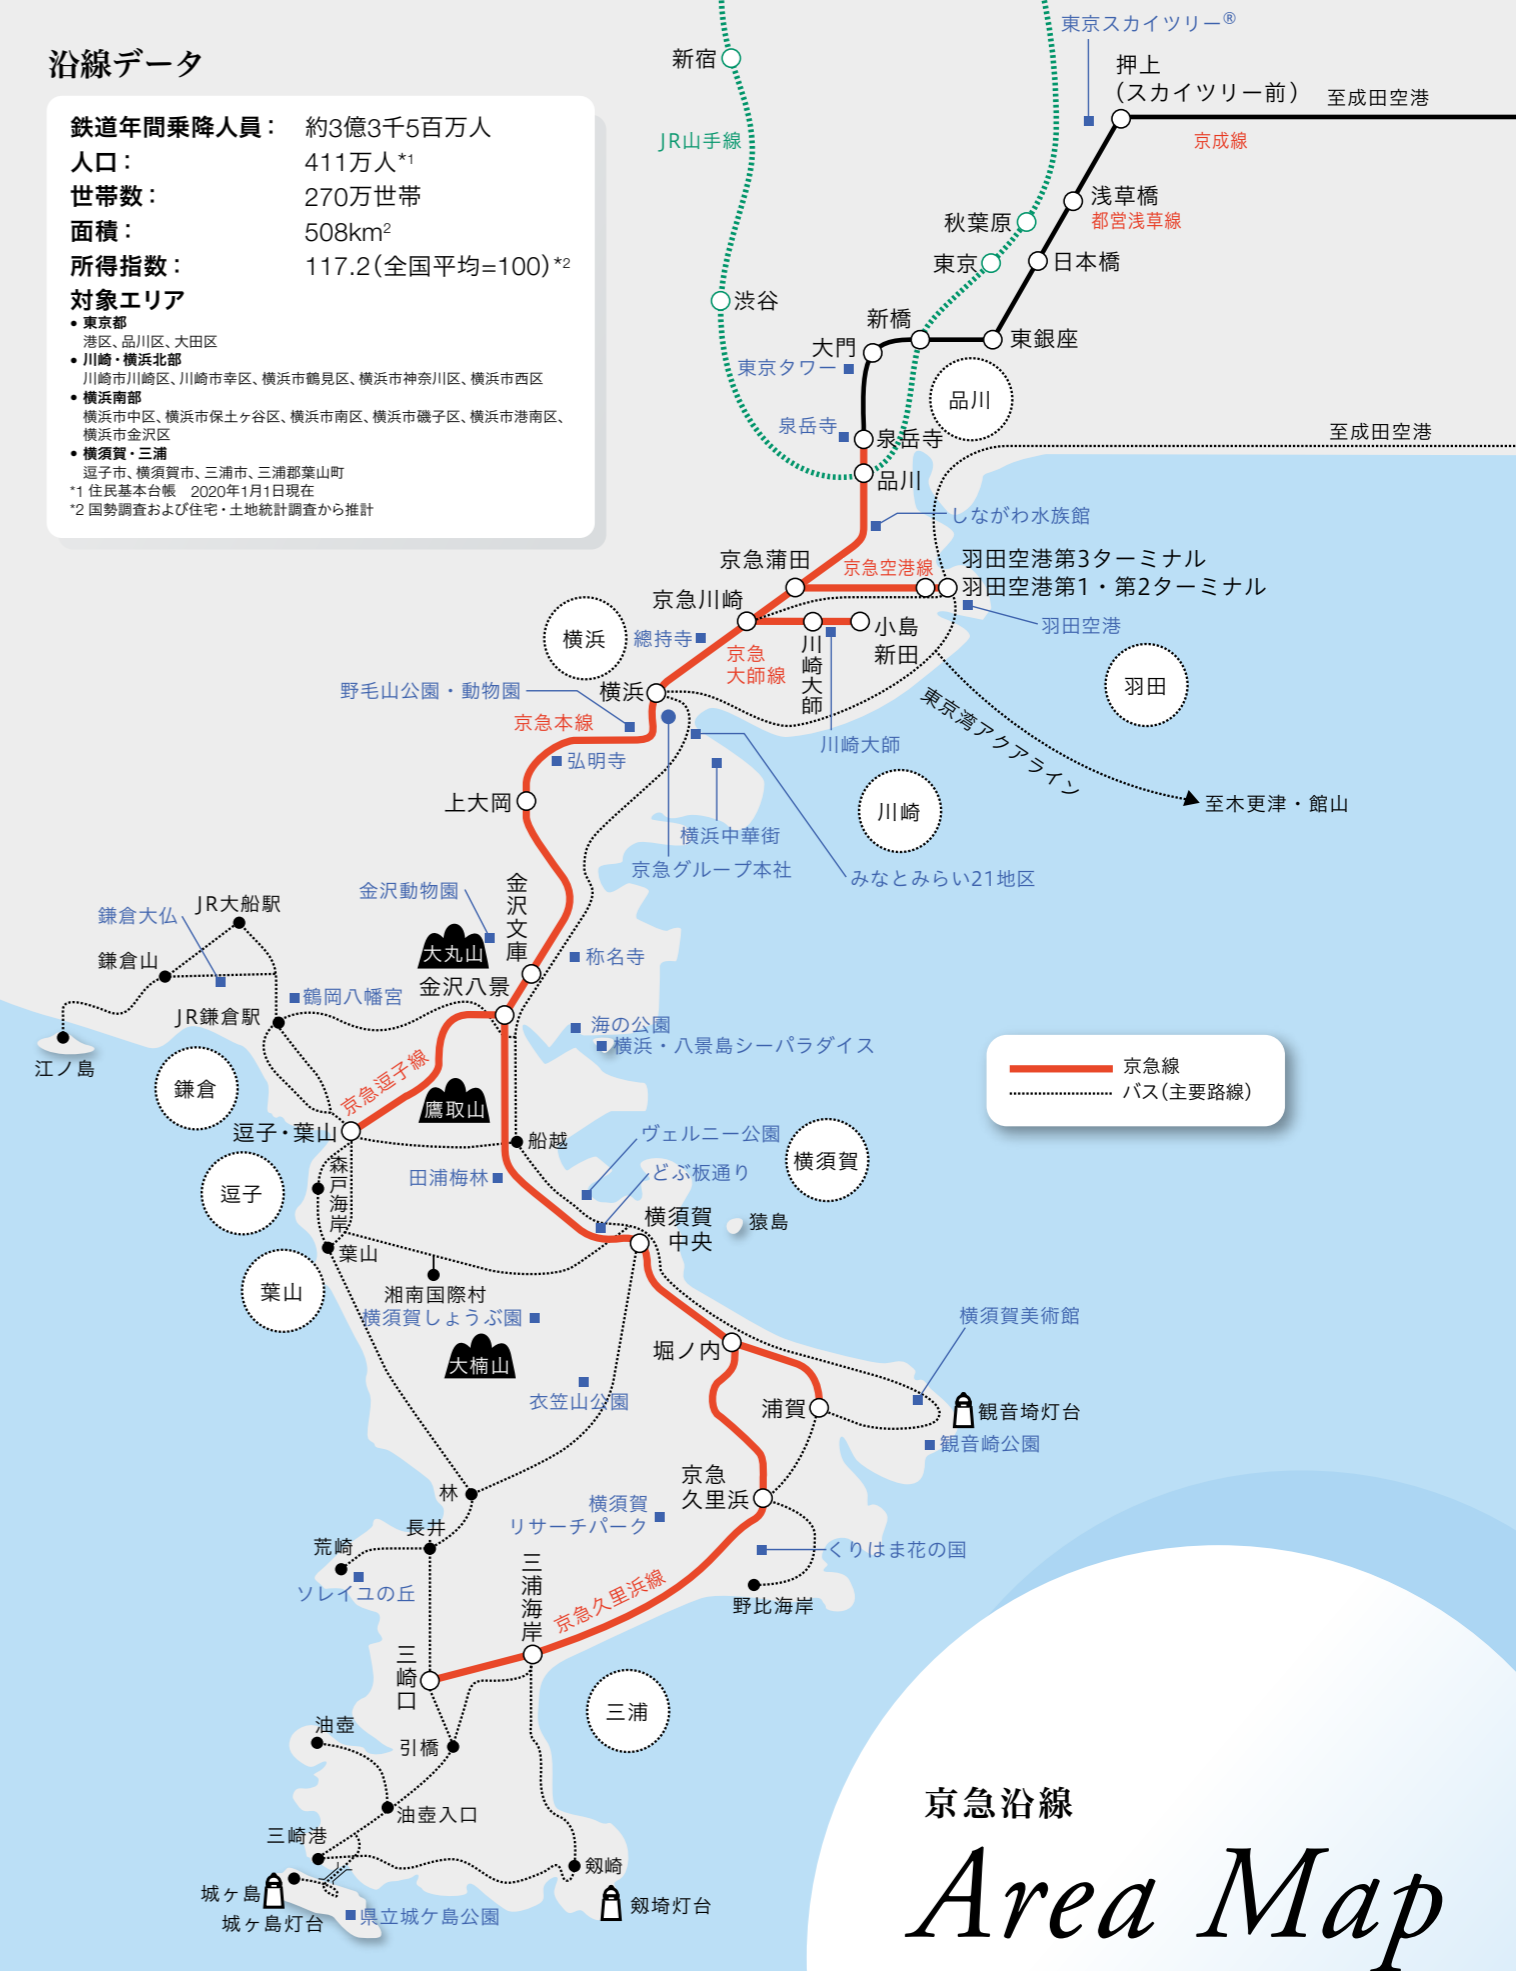 沿線データ
鉄道年間乗降人員： 約3億3千5百万人
人口： 411万人*1
世帯数： 270万世帯
面積： 508km2
所得指数： 117.2（全国平均=100）*2
対象エリア
• 東京都
港区、品川区、大田区
• 川崎・横浜北部
川崎市川崎区、川崎市幸区、横浜市鶴見区、横浜市神奈川区、横浜市西区
• 横浜南部
横浜市中区、横浜市保土ヶ谷区、横浜市南区、横浜市磯子区、横浜市港南区、
横浜市金沢区
• 横須賀・三浦
逗子市、横須賀市、三浦市、三浦郡葉山町
*1 住民基本台帳　2020年1月1日現在
*2 国勢調査および住宅・土地統計調査から推計
東京スカイツリー®
新宿
押上
（スカイツリー前）
至成田空港
JR山手線
京成線
浅草橋
都営浅草線
秋葉原
東京
日本橋
渋谷
新橋
東銀座
大門
東京タワー
品川
泉岳寺
泉岳寺
至成田空港
品川
しながわ水族館
京急蒲田
京急空港線
羽田空港第3ターミナル
羽田空港第1・第2ターミナル
京急川崎
羽田空港
横浜
總持寺
小島
新田
京急
大師線
川崎大師
羽田
野毛山公園・動物園
横浜
京急本線
東京湾アクアライン
川崎大師
弘明寺
上大岡
川崎
至木更津・館山
横浜中華街
京急グループ本社
みなとみらい21地区
金沢文庫
金沢動物園
JR大船駅
鎌倉大仏
大丸山
称名寺
鎌倉山
金沢八景
鶴岡八幡宮
JR鎌倉駅
海の公園
横浜・八景島シーパラダイス
江ノ島
京急逗子線
鎌倉
京急線
バス（主要路線）
鷹取山
逗子・葉山
船越
ヴェルニー公園
横須賀
森戸海岸
田浦梅林
どぶ板通り
逗子
横須賀
中央
猿島
葉山
葉山
湘南国際村
横須賀しょうぶ園
横須賀美術館
大楠山
堀ノ内
衣笠山公園
浦賀
観音埼灯台
観音崎公園
京急
久里浜
林
横須賀
リサーチパーク
長井
荒崎
くりはま花の国
三浦海岸
ソレイユの丘
京急久里浜線
野比海岸
三崎口
三浦
油壺
引橋
油壺入口
三崎港
剱崎
城ヶ島
剱埼灯台
城ヶ島灯台
県立城ケ島公園
京急沿線
Area Map